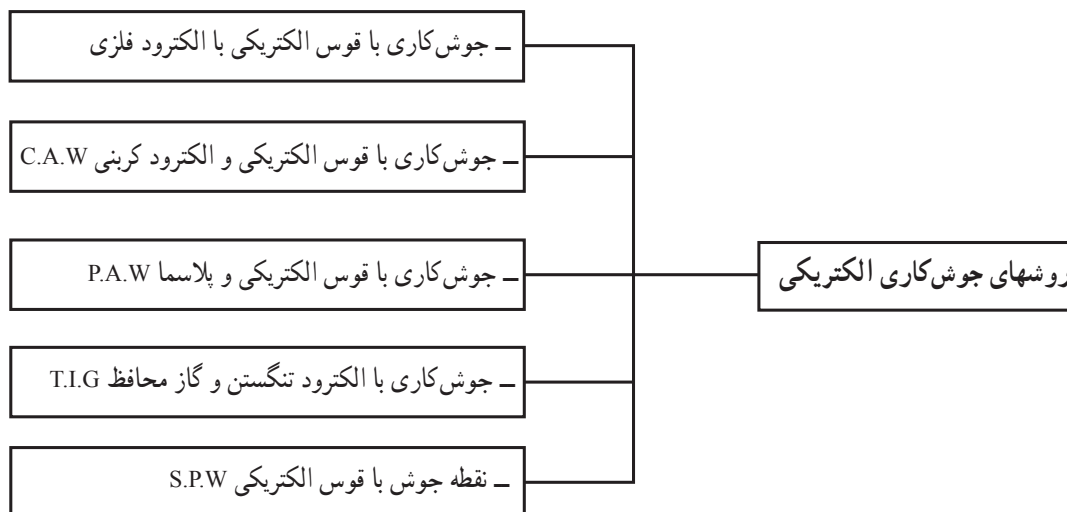 روشهای جوش‌کاری الکتریکی
ـ جوش‌کاری با قوس الکتریکی با الکترود فلزی
ـ جوش‌کاری با قوس الکتریکی و الکترود کربنی C.A.W
ـ جوش‌کاری با قوس الکتریکی و پلاسما P.A.W
ـ جوش‌کاری با الکترود تنگستن و گاز محافظ T.I.G
ـ نقطه جوش با قوس الکتریکی S.P.W